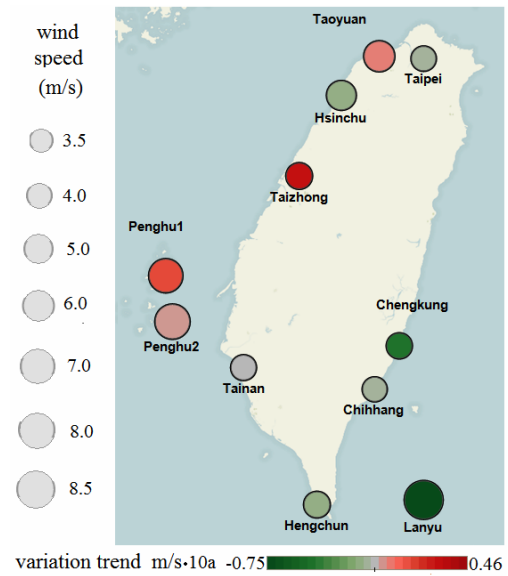 wind
speed
(m/s)
3.5
4.0
5.0
6.0
7.0
8.0
8.5
Taoyuan
Taipei
Hsinchu
Taizhong
Penghu1
Penghu2
Chengkung
Tainan
Chihhang
Hengchun
Lanyu
variation trend m/s•10a -0.75 0.46